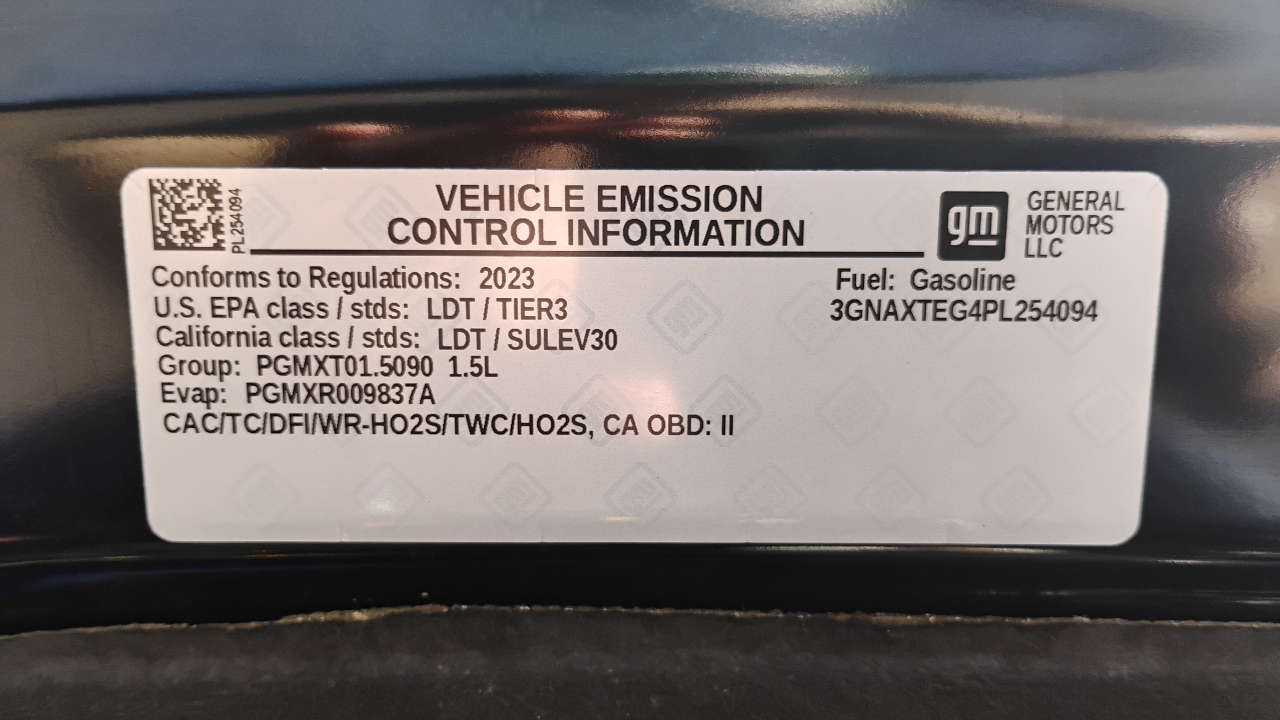 PL254094
VEHICLE EMISSION
CONTROL INFORMATION
gm
GENERAL
MOTORS
LLC
Conforms to Regulations: 2023
Fuel: Gasoline
U.S. EPA class / stds: LDT / TIER3
3GNAXTEG4PL254094
California class / stds: LDT / SULEV30
Group: PGMXT01.5090 1.5L
Evap: PGMXR009837A
CAC/TC/DFI/WR-HO2S/TWC/HO2S, CA OBD: II